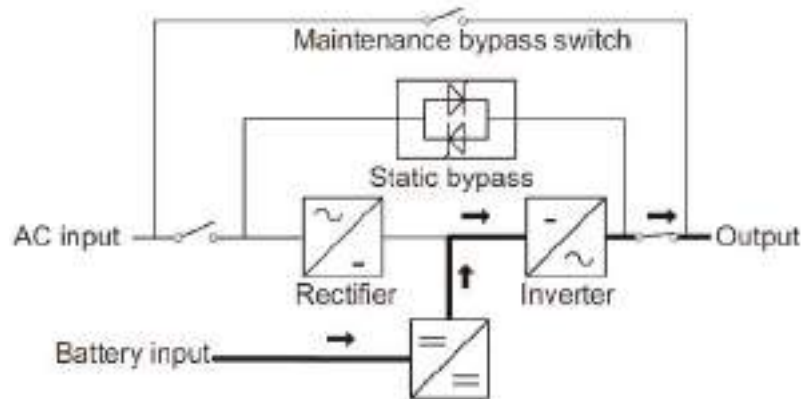 Maintenance bypass switch
Static bypass
AC input
Output
Rectifier
Inverter
Battery input